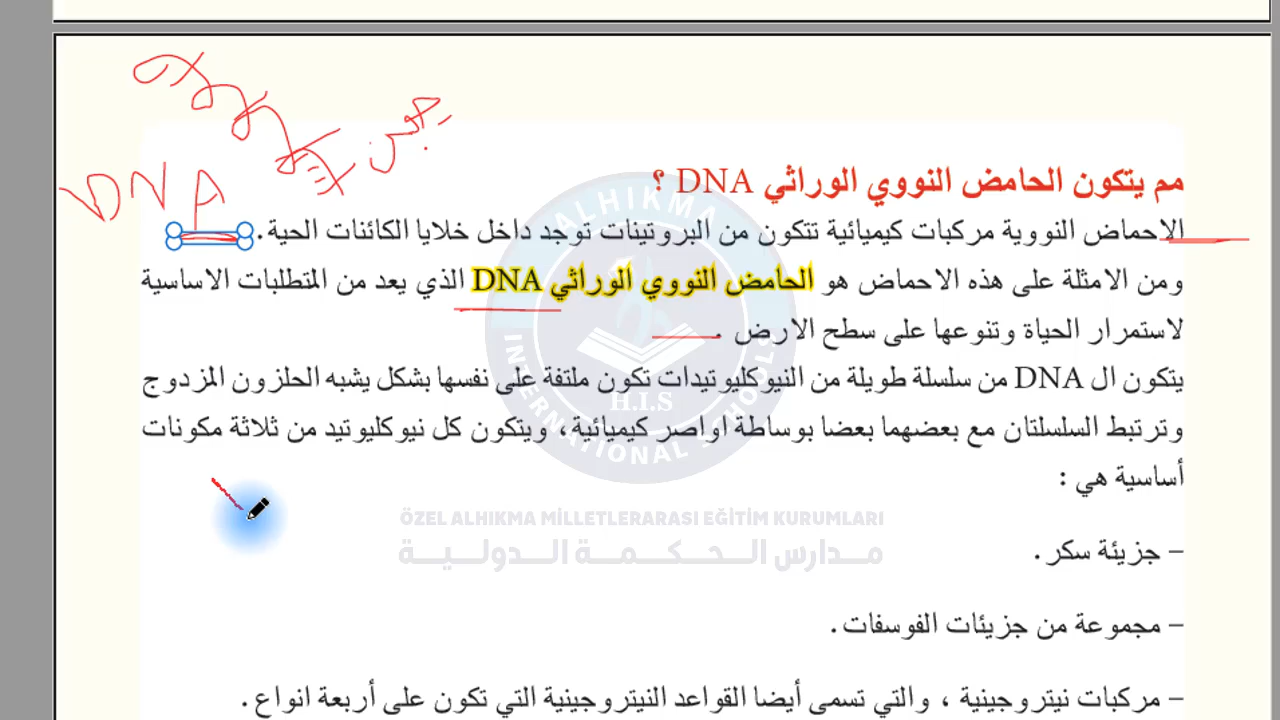 DNA
جين
مم يتكون الحامض النووي الوراثي DNA ؟
الاحماض النووية مركبات كيميائية تتكون من البروتينات توجد داخل خلايا الكائنات الحية.
ومن الامثلة على هذه الاحماض هو الحامض النووي الوراثي DNA الذي يعد من المتطلبات الاساسية
لاستمرار الحياة وتنوعها على سطح الارض .
يتكون ال DNA من سلسلة طويلة من النيوكليوتيدات تكون ملتفة على نفسها بشكل يشبه الحلزون المزدوج
وترتبط السلسلتان مع بعضهما بعضا بوساطة اواصر كيميائية، ويتكون كل نيوكليوتيد من ثلاثة مكونات
أساسية هي :
– جزيئة سكر.
– مجموعة من جزيئات الفوسفات.
– مركبات نيتروجينية ، والتي تسمى أيضا القواعد النيتروجينية التي تكون على أربعة انواع.
ALHIKMA
H.I.S
INTERNATIONAL SCHOOLS
ÖZEL ALHIKMA MİLLETLERARASI EĞİTİM KURUMLARI
مدارس الحكمة الدولية